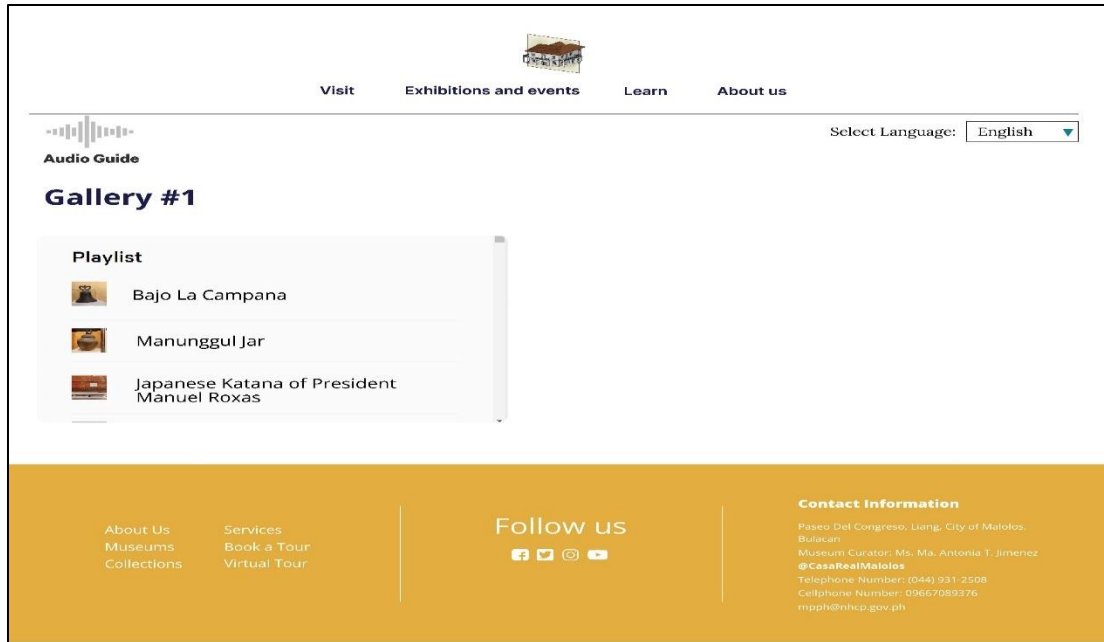 Visit Exhibitions and events Learn About us
Audio Guide
Select Language: English
Gallery #1
Playlist
Bajo La Campana
Manunggul Jar
Japanese Katana of President
Manuel Roxas
About Us
Museums
Collections
Services
Book a Tour
Virtual Tour
Follow us
Contact Information
Paseo Del Congreso, Liang, City of Malolos,
Bulacan
Museum Curator: Ms. Ma. Antonia T. Jimenez
@CasaRealMalolos
Telephone Number: (044) 931-2508
Cellphone Number: 09667089376
mpph@nhcp.gov.ph